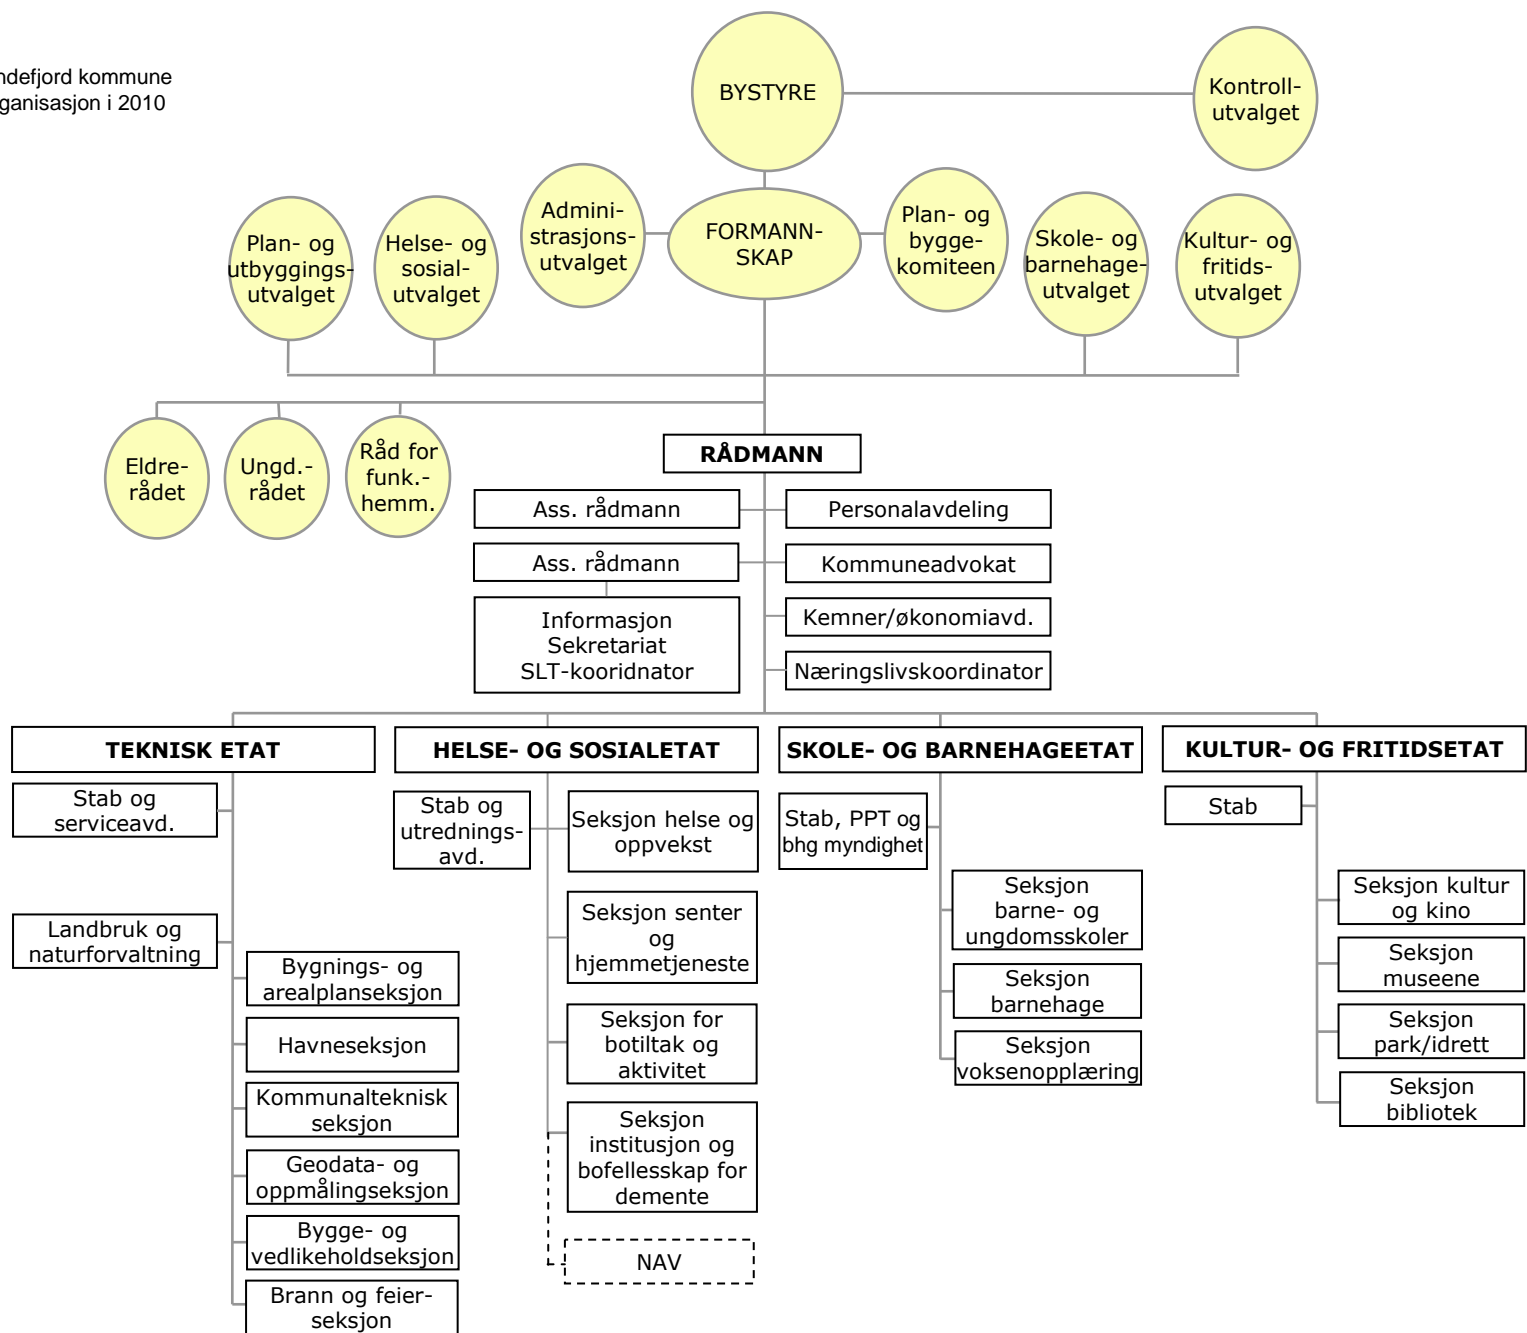 ndefjord kommune
ganisasjon i 2010
BYSTYRE
Kontroll-
utvalget
Plan- og
utbyggings-
utvalget
Helse- og
sosial-
utvalget
Admini-
strasjons-
utvalget
FORMANN-
SKAP
Plan- og
bygge-
komiteen
Skole- og
barnehage-
utvalget
Kultur- og
fritids-
utvalget
Eldre-
rådet
Ungd.-
rådet
Råd for
funk.-
hemm.
RÅDMANN
Ass. rådmann
Personalavdeling
Ass. rådmann
Kommuneadvokat
Informasjon
Sekretariat
SLT-kooridnator
Kemner/økonomiavd.
Næringslivskoordinator
TEKNISK ETAT
HELSE- OG SOSIALETAT
SKOLE- OG BARNEHAGEETAT
KULTUR- OG FRITIDSETAT
Stab og
serviceavd.
Landbruk og
naturforvaltning
Bygnings- og
arealplanseksjon
Havneseksjon
Kommunalteknisk
seksjon
Geodata- og
oppmålingseksjon
Bygge- og
vedlikeholdseksjon
Brann og feier-
seksjon
Stab og
utrednings-
avd.
Seksjon helse og
oppvekst
Seksjon senter
og
hjemmetjeneste
Seksjon for
botiltak og
aktivitet
Seksjon
institusjon og
bofellesskap for
demente
NAV
Stab, PPT og
bhg myndighet
Seksjon
barne- og
ungdomsskoler
Seksjon
barnehage
Seksjon
voksenopplæring
Stab
Seksjon kultur
og kino
Seksjon
museene
Seksjon
park/idrett
Seksjon
bibliotek